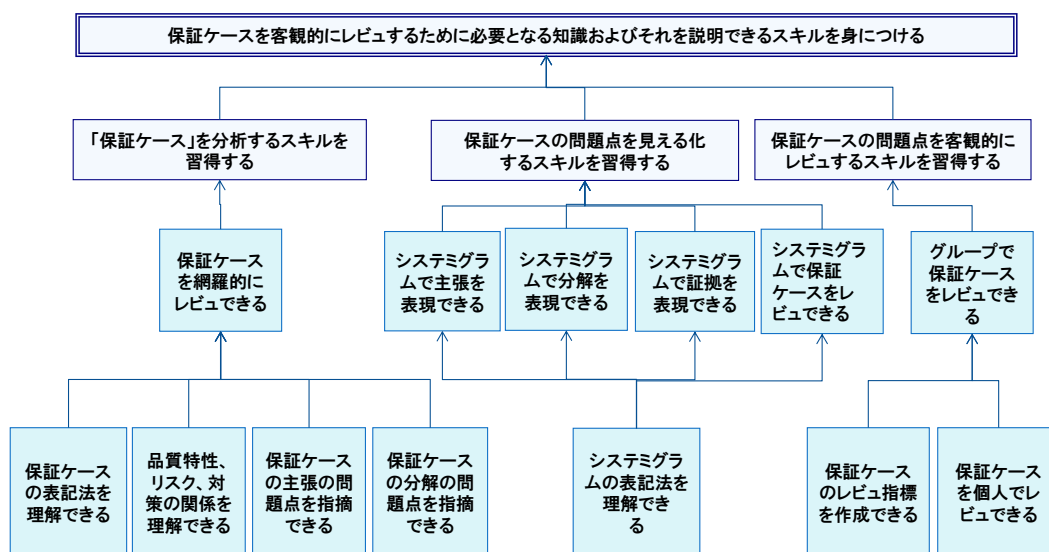 保証ケースを客観的にレビュするために必要となる知識およびそれを説明できるスキルを身につける
「保証ケース」を分析するスキルを
習得する
保証ケースの問題点を見える化
するスキルを習得する
保証ケースの問題点を客観的に
レビュするスキルを習得する
保証ケース
を網羅的に
レビュできる
システミグラ
ムで主張を
表現できる
システミグラ
ムで分解を
表現できる
システミグラ
ムで証拠を
表現できる
システミグラ
ムで保証
ケースをレ
ビュできる
グループで
保証ケース
をレビュでき
る
保証ケース
の表記法を
理解できる
品質特性、
リスク、対
策の関係を
理解できる
保証ケース
の主張の問
題点を指摘
できる
保証ケース
の分解の問
題点を指摘
できる
システミグラ
ムの表記法を
理解でき
る
保証ケース
のレビュ指標
を作成できる
保証ケース
を個人でレ
ビュできる